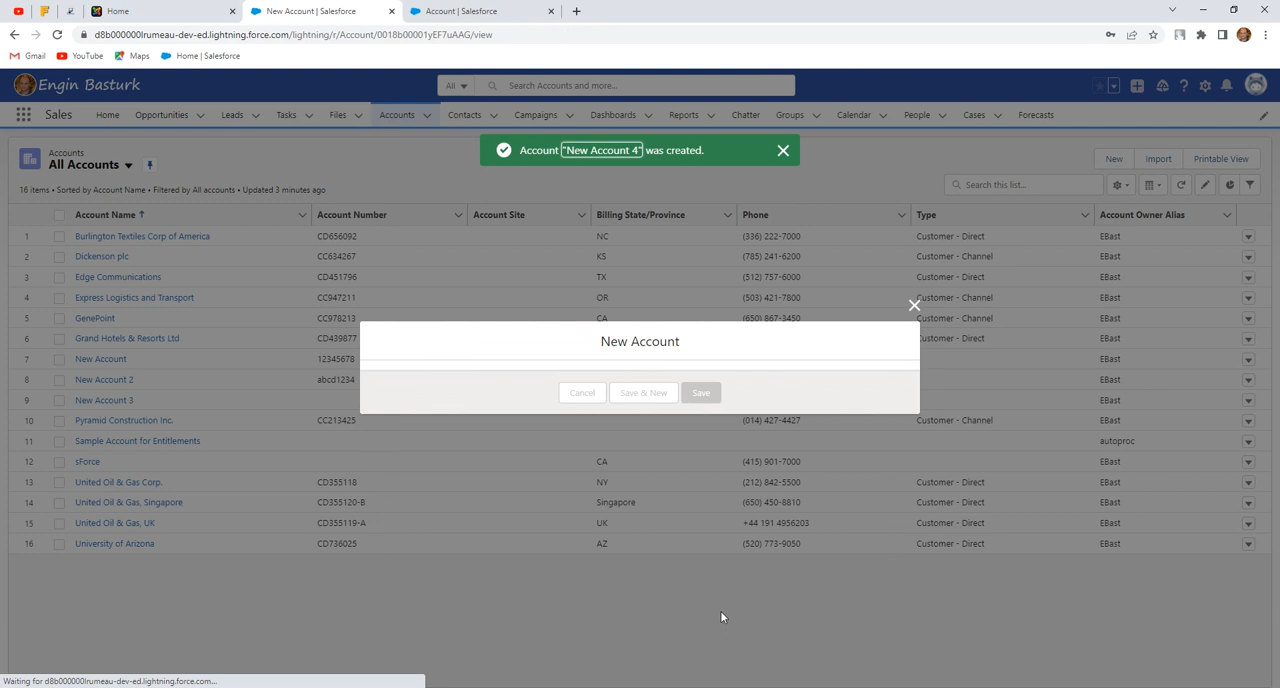 Home
New Account | Salesforce
Account | Salesforce
d8b000000lrumeau-dev-ed.lightning.force.com/lightning/r/Account/0018b00001yEF7uAAG/view
Gmail YouTube Maps Home | Salesforce
Engin Basturk
All
Search Accounts and more...
Sales Home Opportunities Leads Tasks Files Accounts Contacts Campaigns Dashboards Reports Chatter Groups Calendar People Cases Forecasts
Account "New Account 4" was created.
Accounts
All Accounts
New Import Printable View
16 items • Sorted by Account Name • Filtered by All accounts • Updated 3 minutes ago
Search this list...
Account Name Account Number Account Site Billing State/Province Phone Type Account Owner Alias
1 Burlington Textiles Corp of America CD656092 NC (336) 222-7000 Customer - Direct EBast
2 Dickenson plc CC634267 KS (785) 241-6200 Customer - Channel EBast
3 Edge Communications CD451796 TX (512) 757-6000 Customer - Direct EBast
4 Express Logistics and Transport CC947211 OR (503) 421-7800 Customer - Channel EBast
5 GenePoint CC978213 CA (650) 867-3450 Customer - Channel EBast
6 Grand Hotels & Resorts Ltd CD439877 Customer - Direct EBast
7 New Account 12345678 EBast
8 New Account 2 abcd1234 EBast
9 New Account 3 EBast
10 Pyramid Construction Inc. CC213425 (014) 427-4427 Customer - Channel EBast
11 Sample Account for Entitlements autoproc
12 sForce CA (415) 901-7000 EBast
13 United Oil & Gas Corp. CD355118 NY (212) 842-5500 Customer - Direct EBast
14 United Oil & Gas, Singapore CD355120-B Singapore (650) 450-8810 Customer - Direct EBast
15 United Oil & Gas, UK CD355119-A UK +44 191 4956203 Customer - Direct EBast
16 University of Arizona CD736025 AZ (520) 773-9050 Customer - Direct EBast
New Account
Cancel Save & New Save
Waiting for d8b000000lrumeau-dev-ed.lightning.force.com...